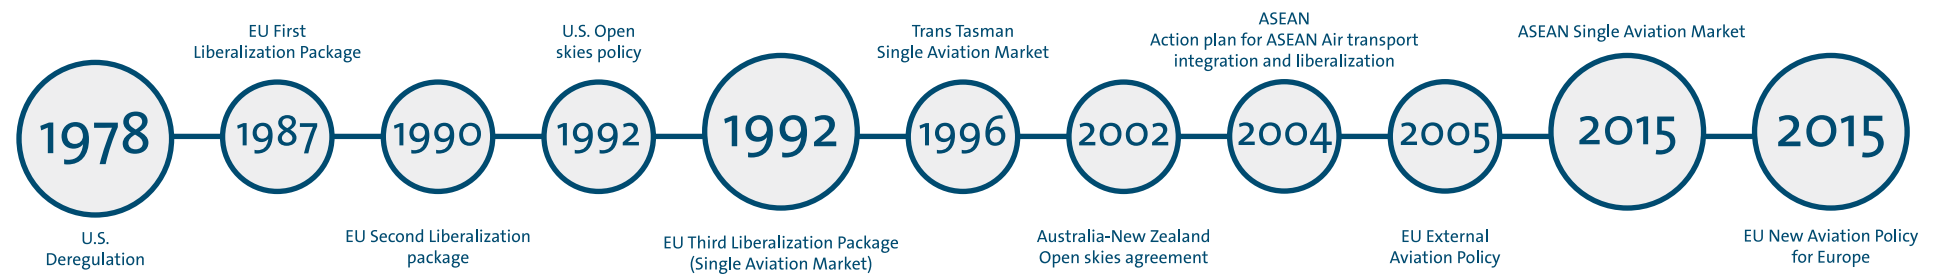 1978
U.S.
Deregulation
EU First
Liberalization Package
1987
1990
EU Second Liberalization
package
U.S. Open
skies policy
1992
1992
EU Third Liberalization Package
(Single Aviation Market)
Trans Tasman
Single Aviation Market
1996
2002
Australia-New Zealand
Open skies agreement
ASEAN
Action plan for ASEAN Air transport
integration and liberalization
2004
2005
EU External
Aviation Policy
ASEAN Single Aviation Market
2015
2015
EU New Aviation Policy
for Europe